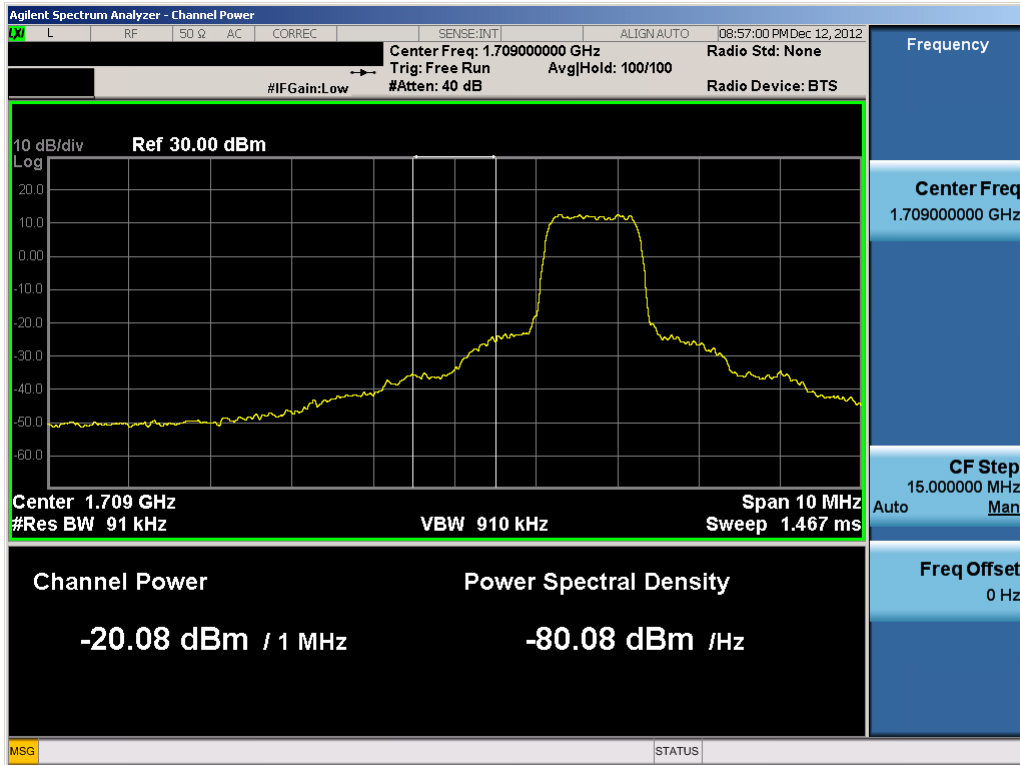 Agilent Spectrum Analyzer - Channel Power
LXI L RF 50 Ω AC CORREC SENSE:INT ALIGN AUTO 08:57:00 PM Dec 12, 2012
Center Freq: 1.709000000 GHz Radio Std: None
Trig: Free Run Avg|Hold: 100/100
#IFGain:Low #Atten: 40 dB Radio Device: BTS
10 dB/div Ref 30.00 dBm
Log
20.0
10.0
0.00
-10.0
-20.0
-30.0
-40.0
-50.0
-60.0
Center 1.709 GHz Span 10 MHz
#Res BW 91 kHz VBW 910 kHz Sweep 1.467 ms
Channel Power Power Spectral Density
-20.08 dBm / 1 MHz -80.08 dBm /Hz
Frequency
Center Freq
1.709000000 GHz
CF Step
15.000000 MHz
Auto Man
Freq Offset
0 Hz
MSG STATUS